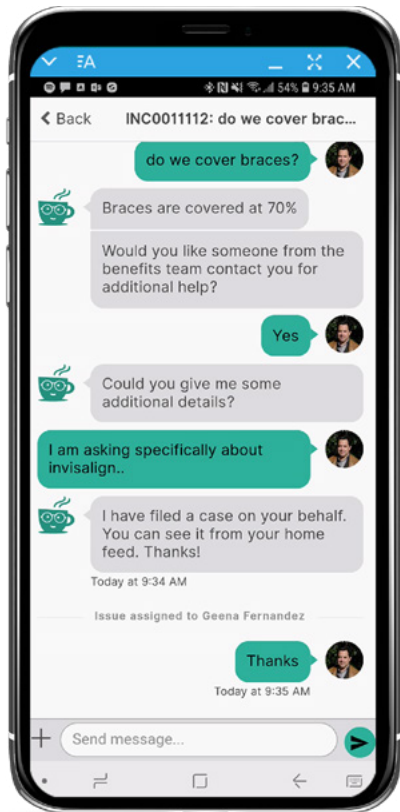 54% 9:35 AM
Back INC0011112: do we cover brac...
do we cover braces?
Braces are covered at 70%
Would you like someone from the
benefits team contact you for
additional help?
Yes
Could you give me some
additional details?
I am asking specifically about
invisalign..
I have filed a case on your behalf.
You can see it from your home
feed. Thanks!
Today at 9:34 AM
Issue assigned to Geena Fernandez
Thanks
Today at 9:35 AM
Send message...